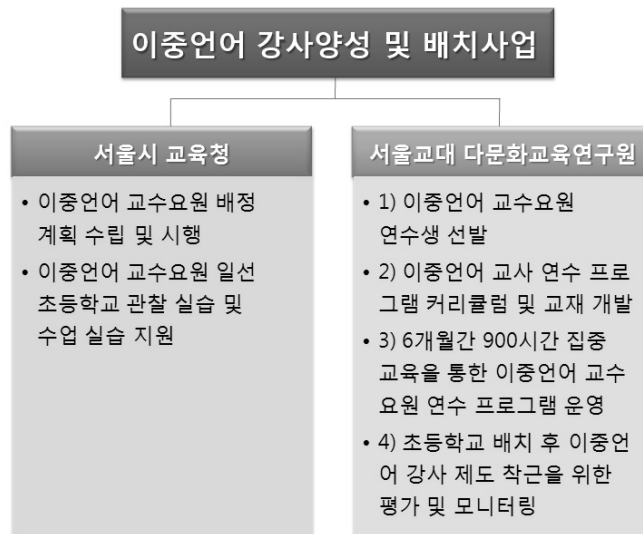 이중언어 강사양성 및 배치사업
서울시 교육청
• 이중언어 교수요원 배정
계획 수립 및 시행
• 이중언어 교수요원 일선
초등학교 관찰 실습 및
수업 실습 지원
서울교대 다문화교육연구원
• 1) 이중언어 교수요원
연수생 선발
• 2) 이중언어 교사 연수 프로
그램 커리큘럼 및 교재 개발
• 3) 6개월간 900시간 집중
교육을 통한 이중언어 교수
요원 연수 프로그램 운영
• 4) 초등학교 배치 후 이중언
어 강사 제도 착근을 위한
평가 및 모니터링